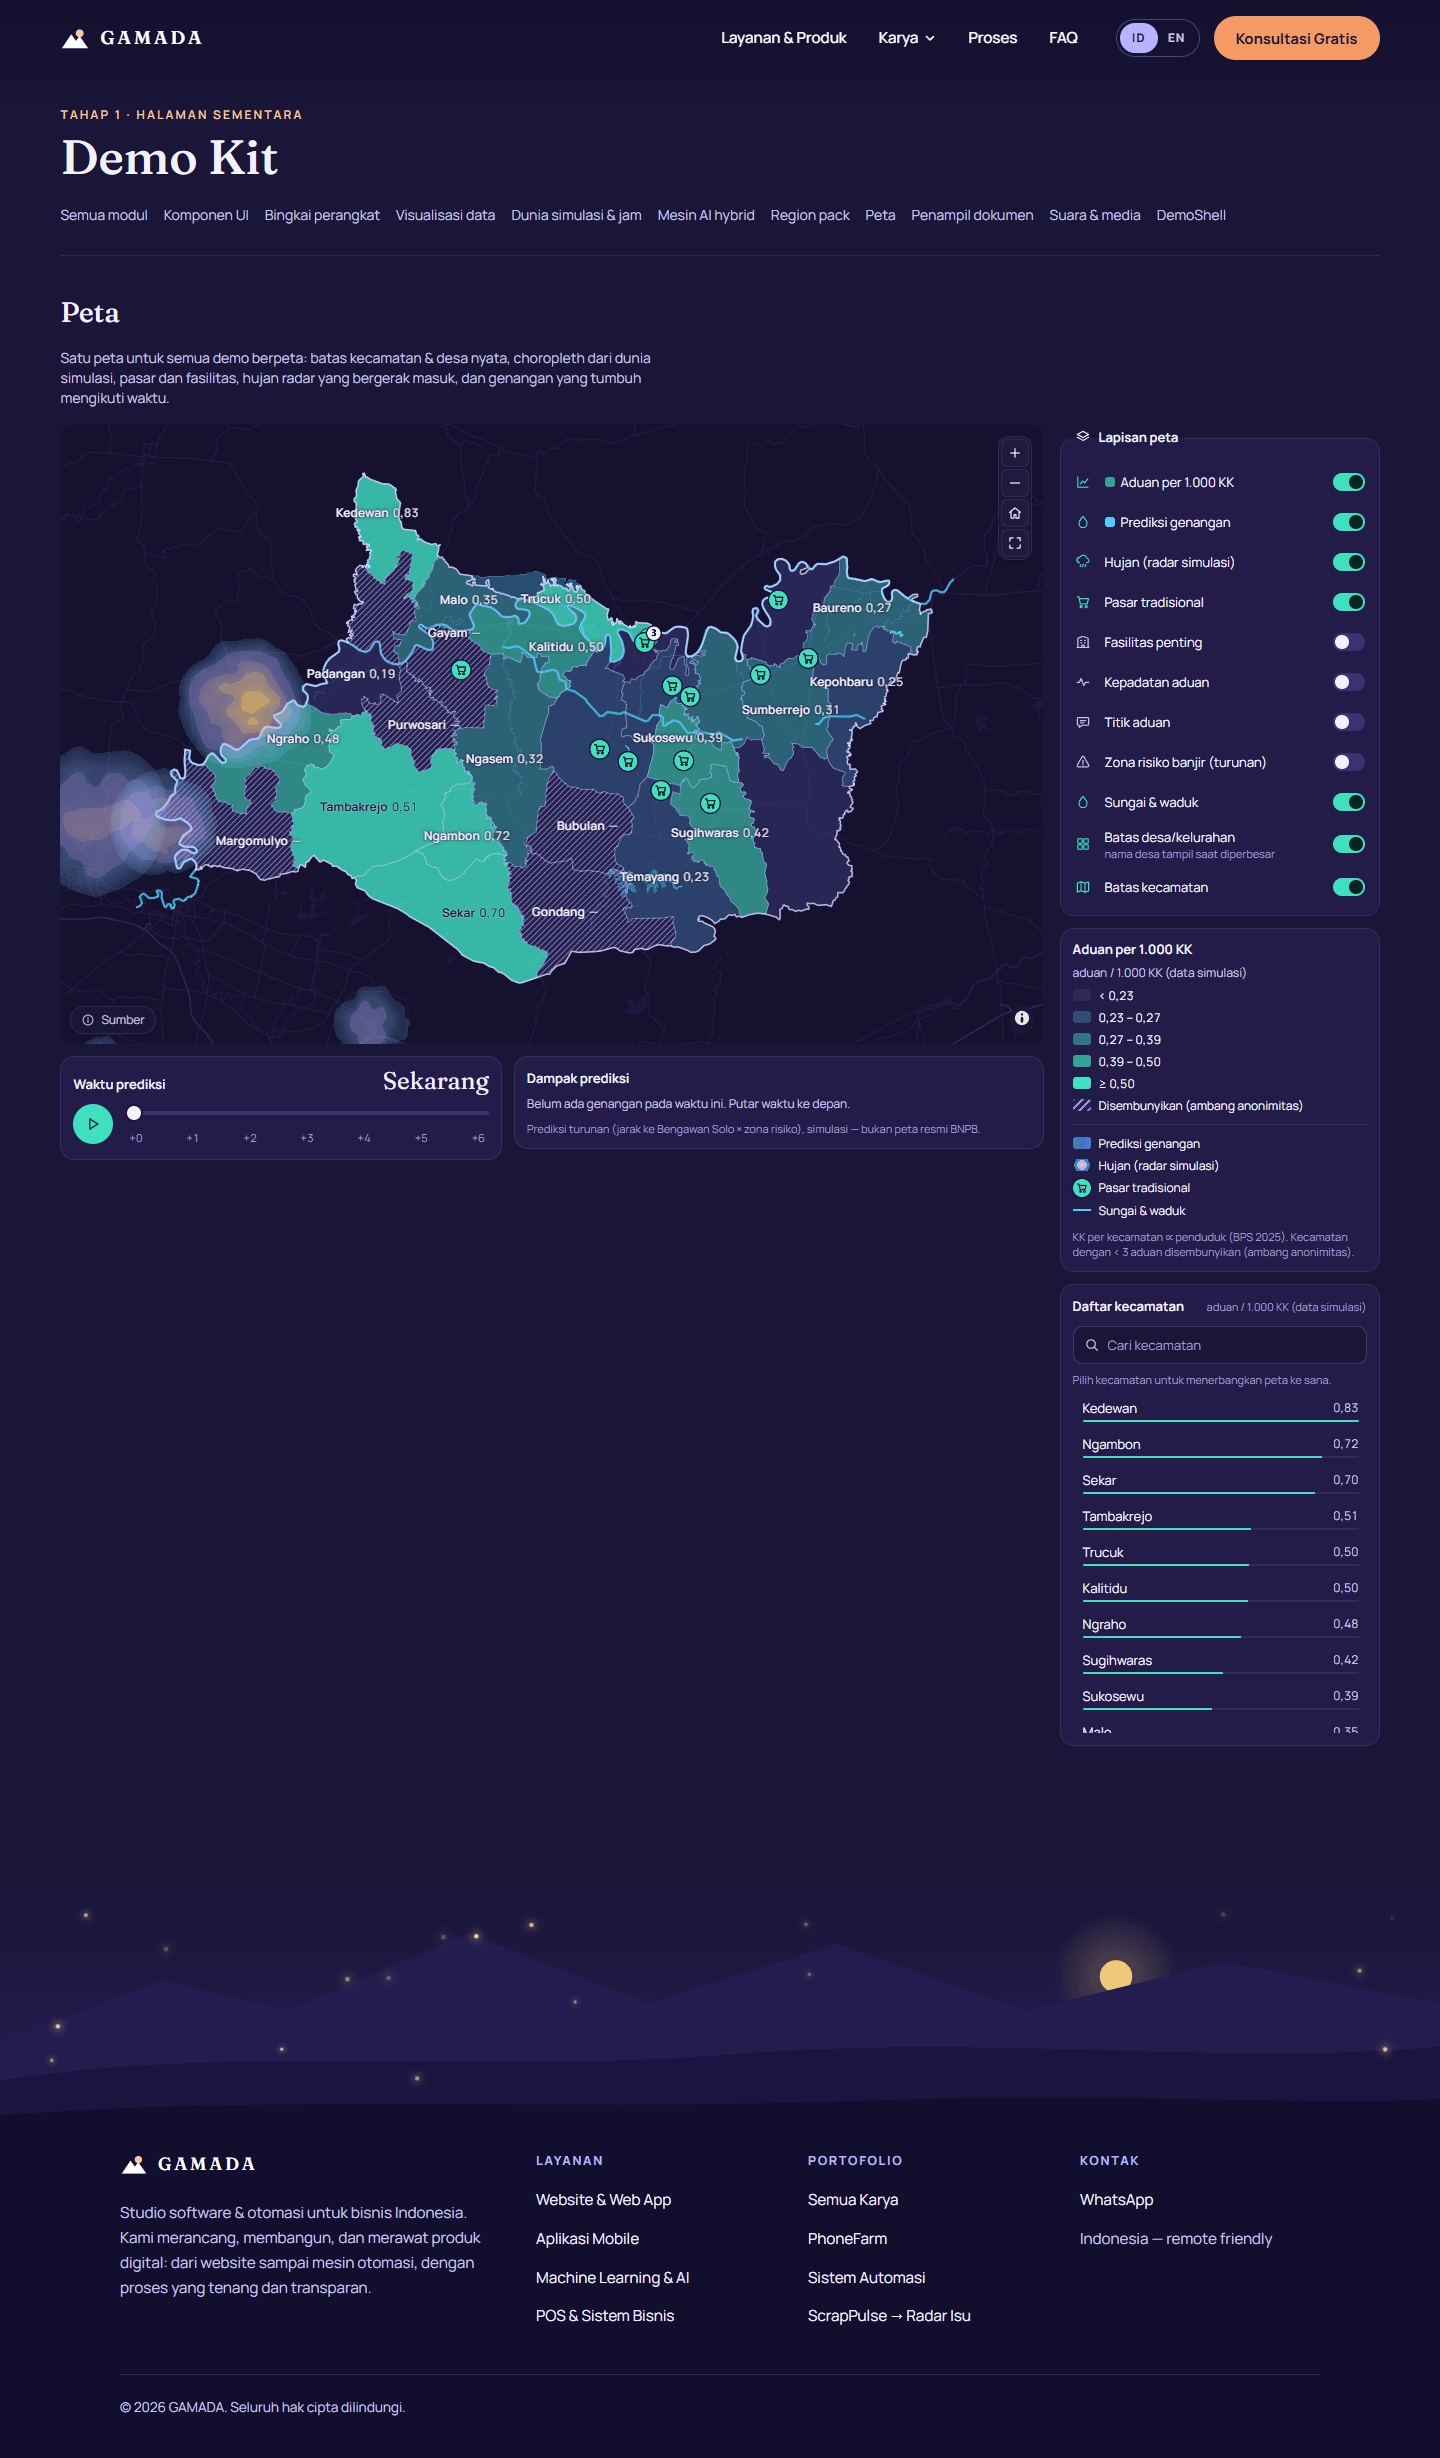 GAMADA
Layanan & Produk
Karya
Proses
FAQ
ID
EN
Konsultasi Gratis
TAHAP 1 · HALAMAN SEMENTARA
Demo Kit
Semua modul
Komponen UI
Bingkai perangkat
Visualisasi data
Dunia simulasi & jam
Mesin AI hybrid
Region pack
Peta
Penampil dokumen
Suara & media
DemoShell
Peta
Satu peta untuk semua demo berpeta: batas kecamatan & desa nyata, choropleth dari dunia
simulasi, pasar dan fasilitas, hujan radar yang bergerak masuk, dan genangan yang tumbuh
mengikuti waktu.
Kedewan 0,83
Malo 0,35
Trucuk 0,50
Baureno 0,27
Gayam —
3
Kalitidu 0,50
Padangan 0,19
Kepohbaru 0,25
Sumberrejo 0,31
Purwosari —
Ngraho 0,48
Sukosewu 0,39
Ngasem 0,32
Tambakrejo 0,51
Bubulan —
Ngambon 0,72
Sugihwaras 0,42
Margomulyo —
Temayang 0,23
Sekar 0,70
Gondang —
Sumber
Waktu prediksi
Sekarang
+0
+1
+2
+3
+4
+5
+6
Dampak prediksi
Belum ada genangan pada waktu ini. Putar waktu ke depan.
Prediksi turunan (jarak ke Bengawan Solo × zona risiko), simulasi — bukan peta resmi BNPB.
Lapisan peta
Aduan per 1.000 KK
Prediksi genangan
Hujan (radar simulasi)
Pasar tradisional
Fasilitas penting
Kepadatan aduan
Titik aduan
Zona risiko banjir (turunan)
Sungai & waduk
Batas desa/kelurahan
nama desa tampil saat diperbesar
Batas kecamatan
Aduan per 1.000 KK
aduan / 1.000 KK (data simulasi)
< 0,23
0,23 – 0,27
0,27 – 0,39
0,39 – 0,50
≥ 0,50
Disembunyikan (ambang anonimitas)
Prediksi genangan
Hujan (radar simulasi)
Pasar tradisional
Sungai & waduk
KK per kecamatan ∝ penduduk (BPS 2025). Kecamatan
dengan < 3 aduan disembunyikan (ambang anonimitas).
Daftar kecamatan
aduan / 1.000 KK (data simulasi)
Cari kecamatan
Pilih kecamatan untuk menerbangkan peta ke sana.
Kedewan 0,83
Ngambon 0,72
Sekar 0,70
Tambakrejo 0,51
Trucuk 0,50
Kalitidu 0,50
Ngraho 0,48
Sugihwaras 0,42
Sukosewu 0,39
Malo 0,35
GAMADA
Studio software & otomasi untuk bisnis Indonesia.
Kami merancang, membangun, dan merawat produk
digital: dari website sampai mesin otomasi, dengan
proses yang tenang dan transparan.
LAYANAN
Website & Web App
Aplikasi Mobile
Machine Learning & AI
POS & Sistem Bisnis
PORTOFOLIO
Semua Karya
PhoneFarm
Sistem Automasi
ScrapPulse → Radar Isu
KONTAK
WhatsApp
Indonesia — remote friendly
© 2026 GAMADA. Seluruh hak cipta dilindungi.